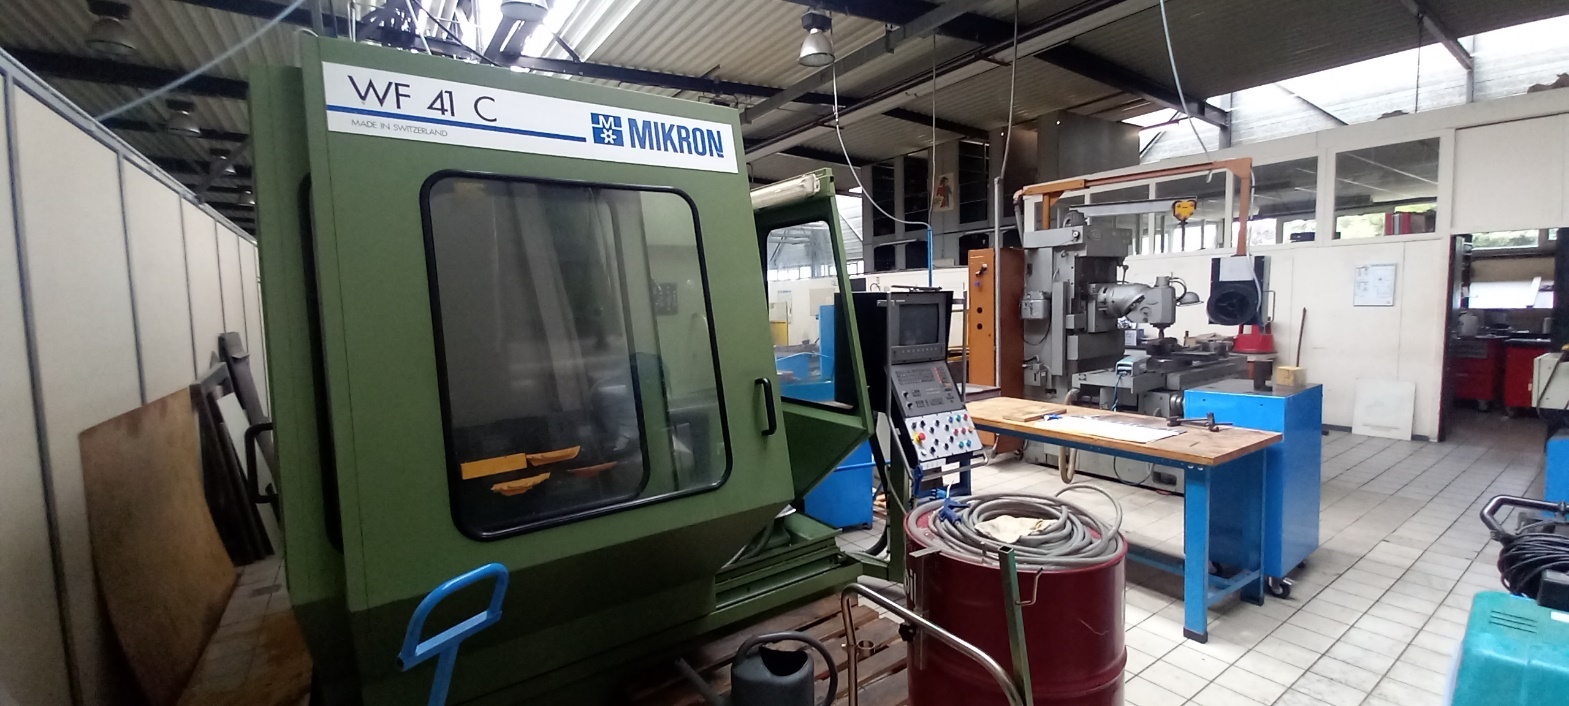 WF 41 C
MADE IN SWITZERLAND
M
MIKRON